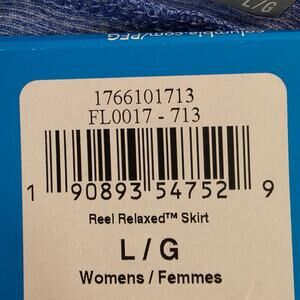 L/G
columbia.com/PFG
1766101713
FL0017 - 713
1 90893 54752 9
Reel Relaxed™ Skirt
L / G
Womens / Femmes